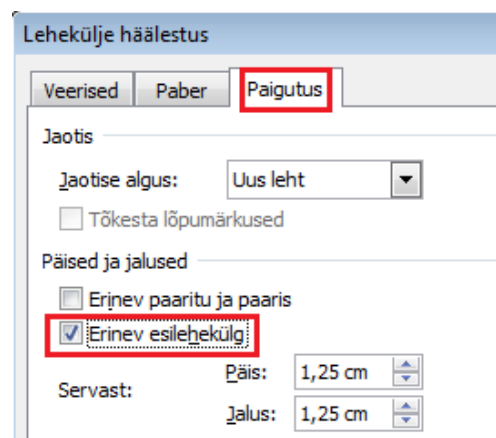 Lehekülje häälestus
Veerised Paber Paigutus
Jaotis
Jaotise algus: Uus leht
Tõkesta lõpumärkused
Päised ja jalused
Erinev paaritu ja paaris
Erinev esilehekülg
Servast:
Päis: 1,25 cm
Jalus: 1,25 cm